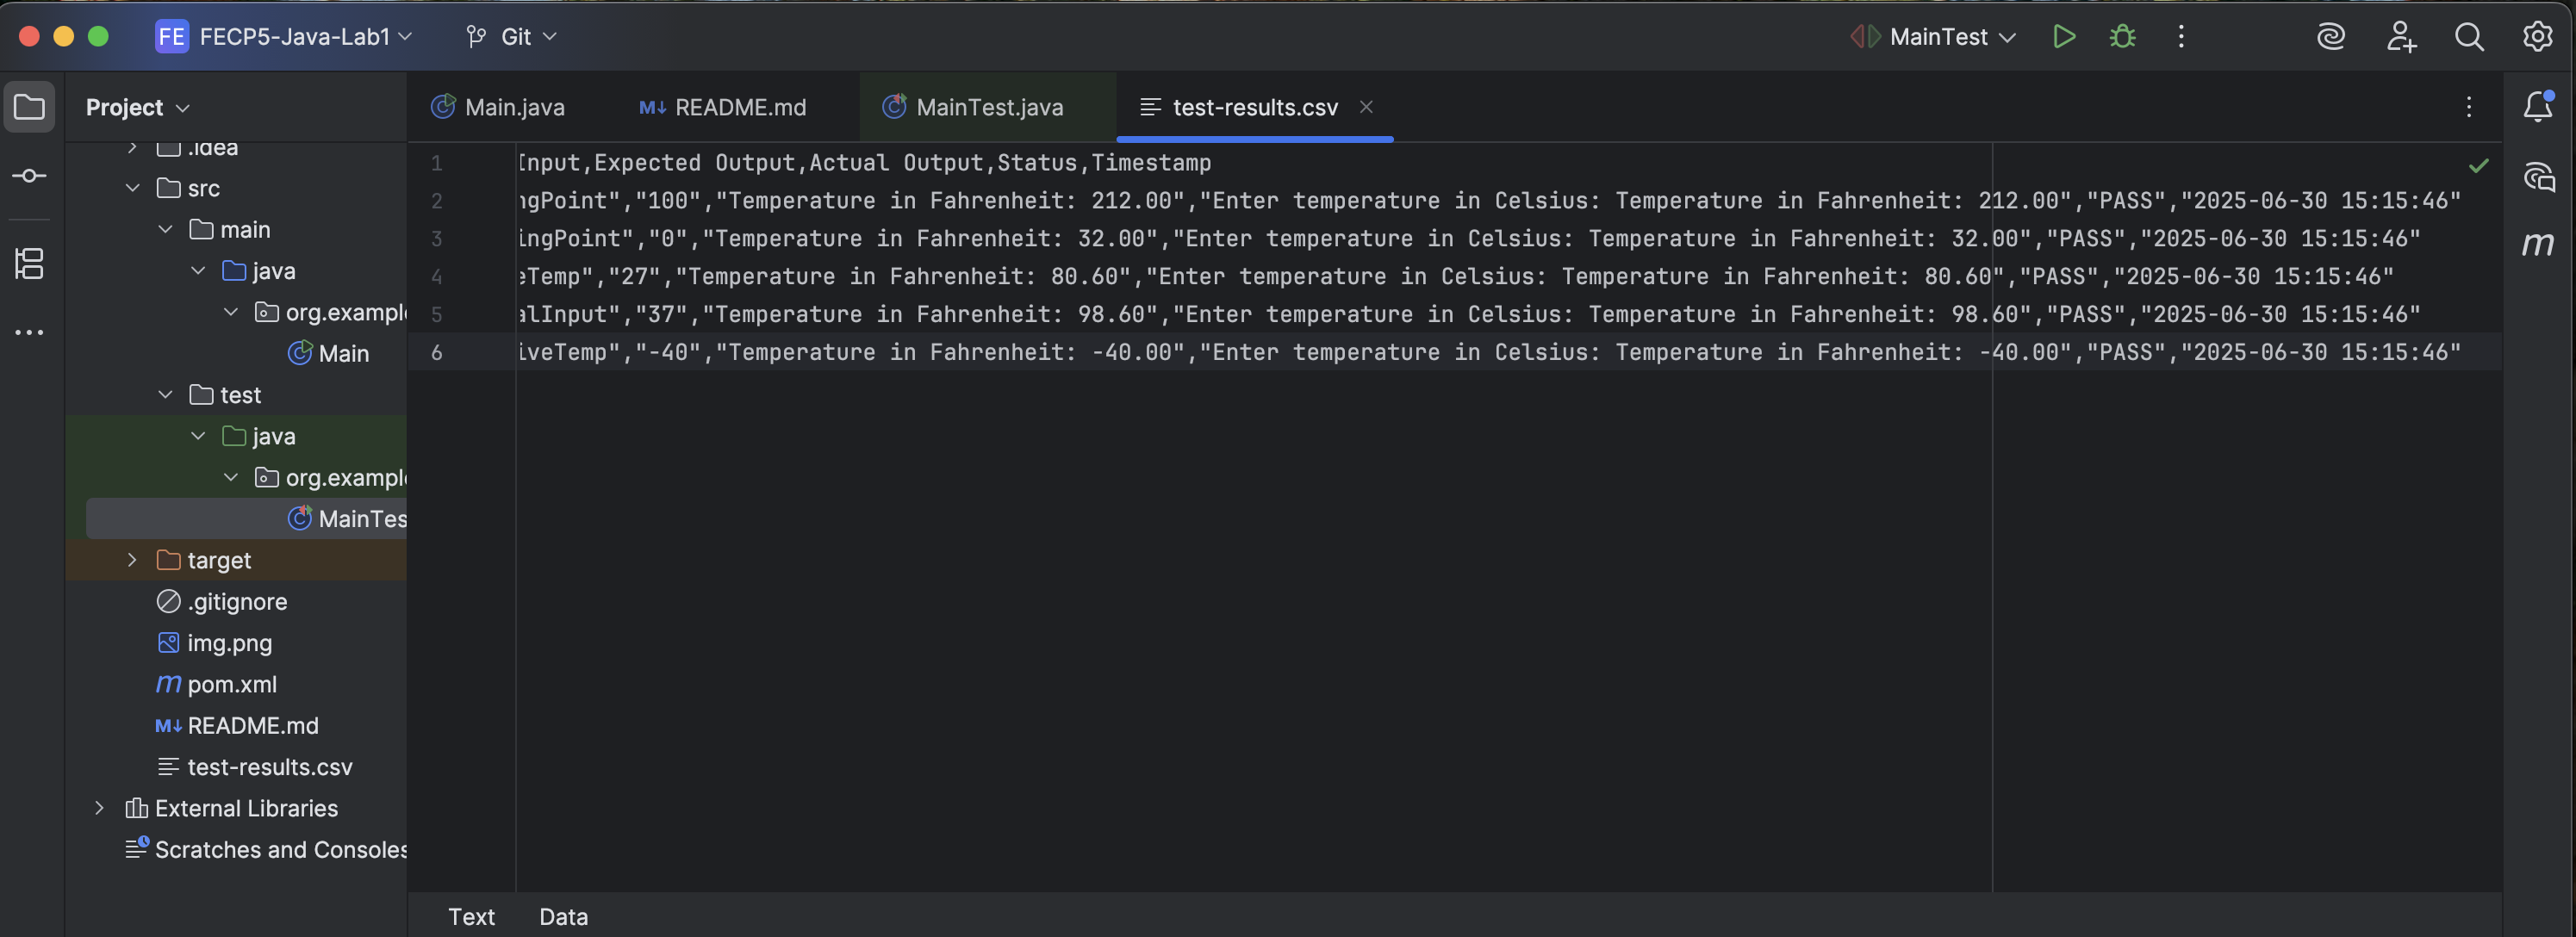 FE FECP5-Java-Lab1 Git MainTest
Project
Main.java README.md MainTest.java test-results.csv
.idea
src
main
java
org.example
Main
test
java
org.example
MainTes
target
.gitignore
img.png
pom.xml
README.md
test-results.csv
External Libraries
Scratches and Consoles
1 Input,Expected Output,Actual Output,Status,Timestamp
2 ngPoint","100","Temperature in Fahrenheit: 212.00","Enter temperature in Celsius: Temperature in Fahrenheit: 212.00","PASS","2025-06-30 15:15:46"
3 ingPoint","0","Temperature in Fahrenheit: 32.00","Enter temperature in Celsius: Temperature in Fahrenheit: 32.00","PASS","2025-06-30 15:15:46"
4 eTemp","27","Temperature in Fahrenheit: 80.60","Enter temperature in Celsius: Temperature in Fahrenheit: 80.60","PASS","2025-06-30 15:15:46"
5 alInput","37","Temperature in Fahrenheit: 98.60","Enter temperature in Celsius: Temperature in Fahrenheit: 98.60","PASS","2025-06-30 15:15:46"
6 iveTemp","-40","Temperature in Fahrenheit: -40.00","Enter temperature in Celsius: Temperature in Fahrenheit: -40.00","PASS","2025-06-30 15:15:46"
Text Data